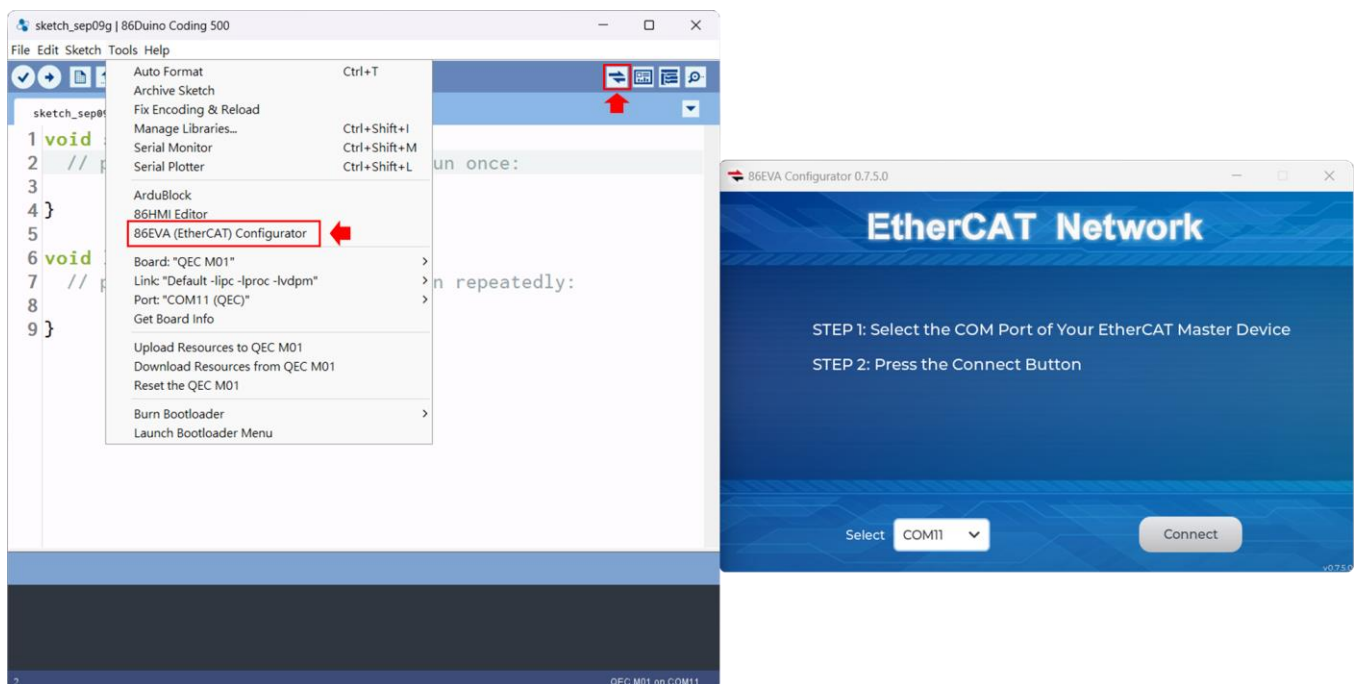 sketch_sep09g | 86Duino Coding 500
File Edit Sketch Tools Help
Auto Format Ctrl+T
Archive Sketch
sketch_sep09
Fix Encoding & Reload
Manage Libraries... Ctrl+Shift+I
Serial Monitor Ctrl+Shift+M
Serial Plotter Ctrl+Shift+L
ArduBlock
86HMI Editor
86EVA (EtherCAT) Configurator
Board: "QEC M01"
Link: "Default -lipc -lproc -lvdpm"
Port: "COM11 (QEC)"
Get Board Info
Upload Resources to QEC M01
Download Resources from QEC M01
Reset the QEC M01
Burn Bootloader
Launch Bootloader Menu
1 void
2 // un once:
3
4 }
5
6 void
7 // n repeatedly:
8
9 }
2 QEC M01 on COM11
86EVA Configurator 0.7.5.0
EtherCAT Network
STEP 1: Select the COM Port of Your EtherCAT Master Device
STEP 2: Press the Connect Button
Select COM11 Connect
v0.7.5.0